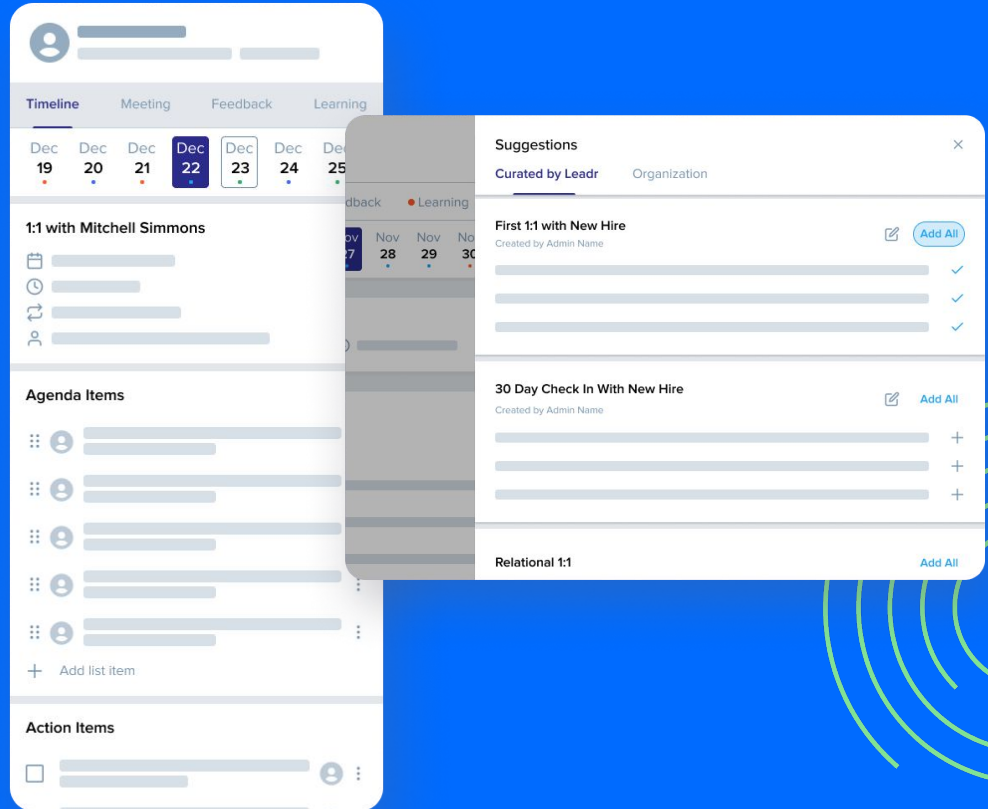 Timeline Meeting Feedback Learning
Dec Dec Dec Dec Dec Dec
19 20 21 22 23 24 25
1:1 with Mitchell Simmons
Agenda Items
Add list item
Action Items
Learning
Nov Nov
27 28 29 30
Suggestions
Curated by Leadr Organization
First 1:1 with New Hire
Add All
Created by Admin Name
30 Day Check In With New Hire
Add All
Created by Admin Name
Relational 1:1
Add All